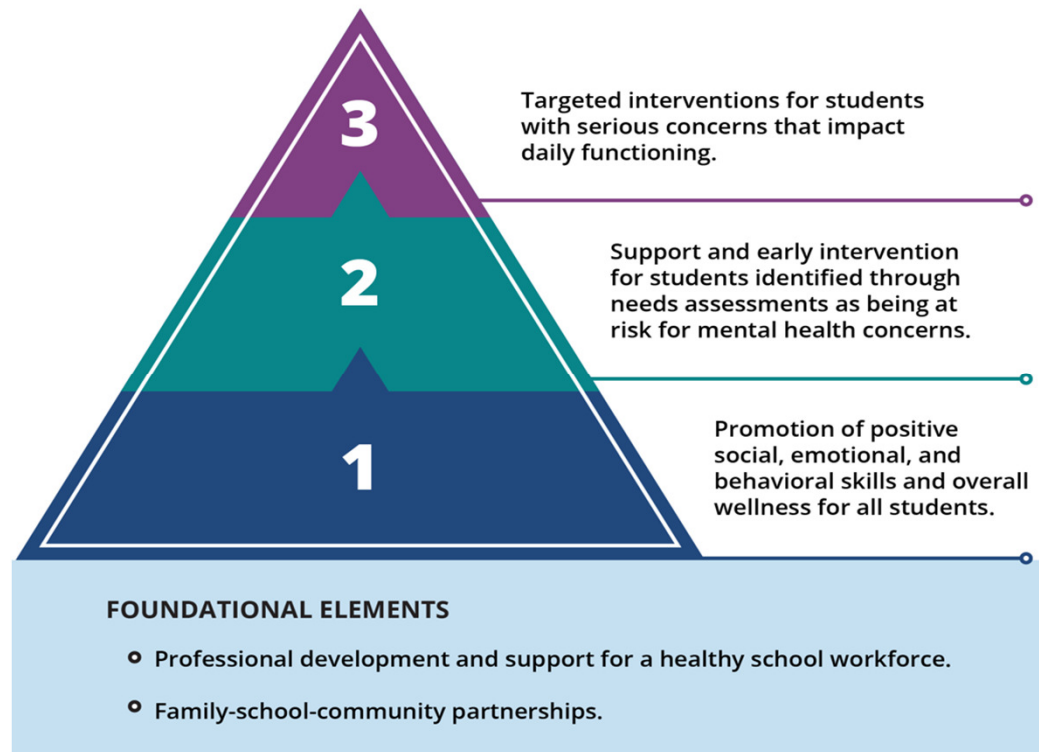 3
Targeted interventions for students
with serious concerns that impact
daily functioning.
2
Support and early intervention
for students identified through
needs assessments as being at
risk for mental health concerns.
1
Promotion of positive
social, emotional, and
behavioral skills and overall
wellness for all students.
FOUNDATIONAL ELEMENTS
Professional development and support for a healthy school workforce.
Family-school-community partnerships.